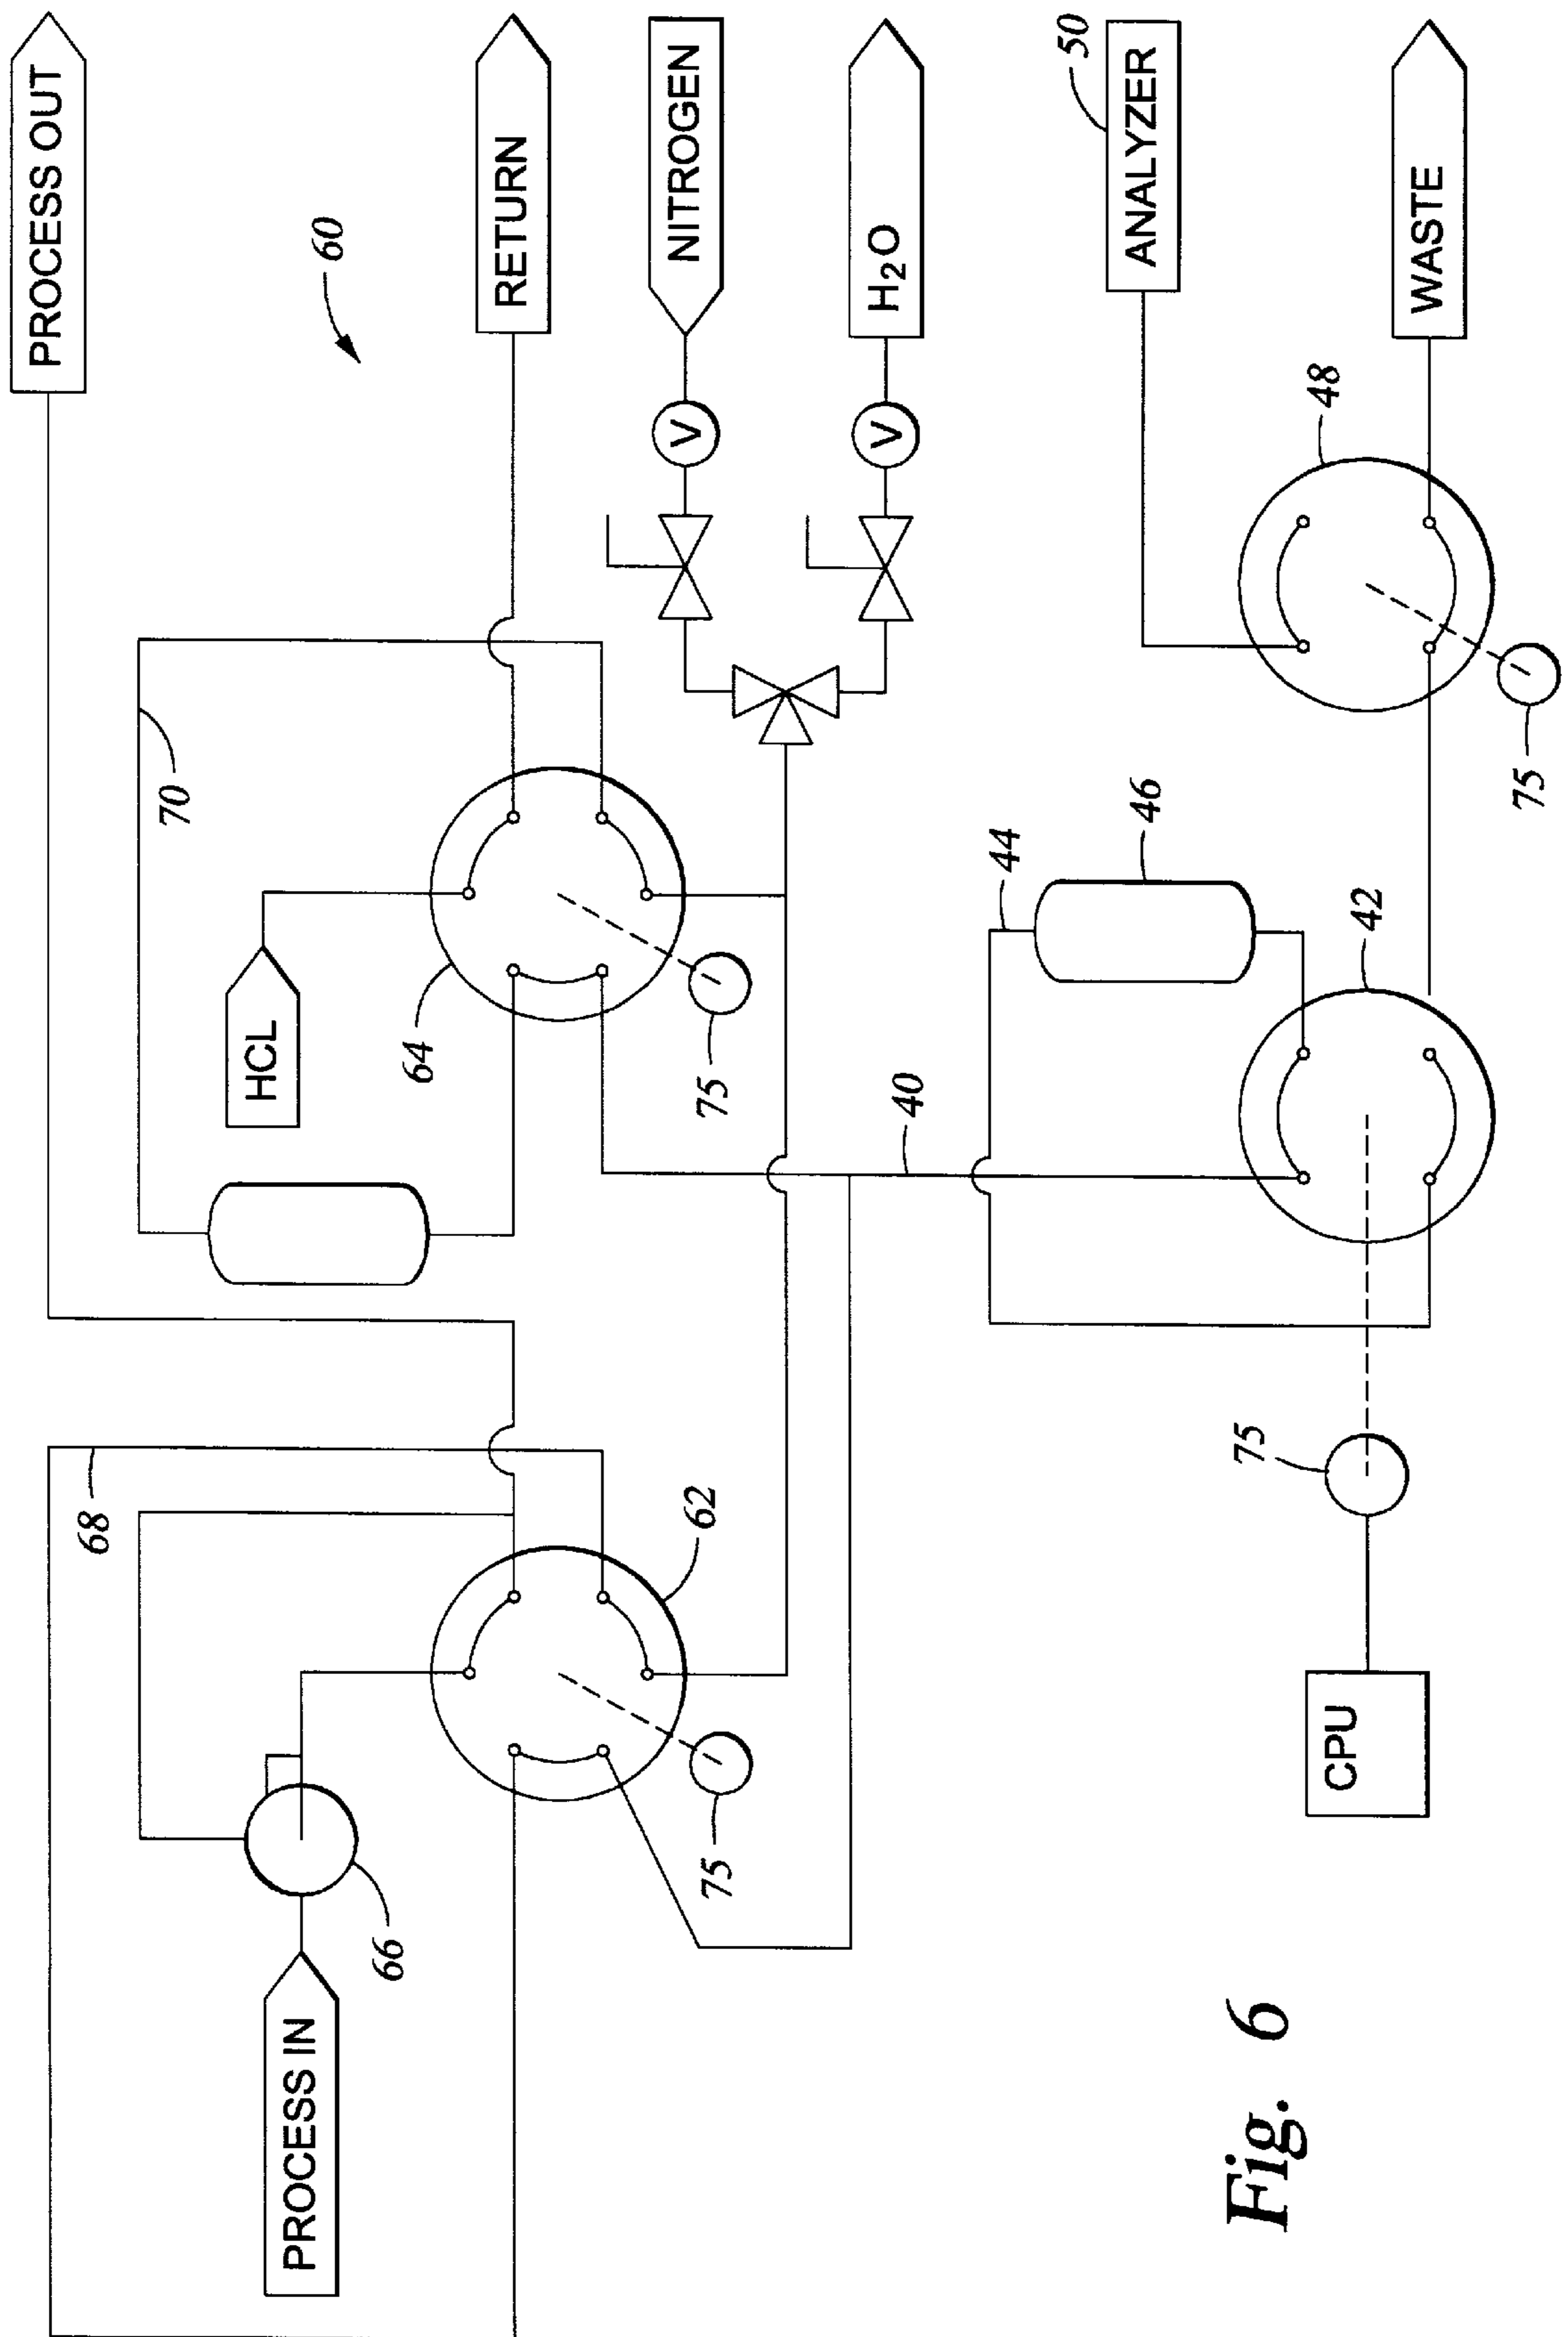 PROCESS OUT
RETURN
NITROGEN
H₂O
50
ANALYZER
WASTE
60
48
75
70
HCL
64
75
40
44
46
42
68
62
66
75
75
PROCESS IN
CPU
Fig. 6